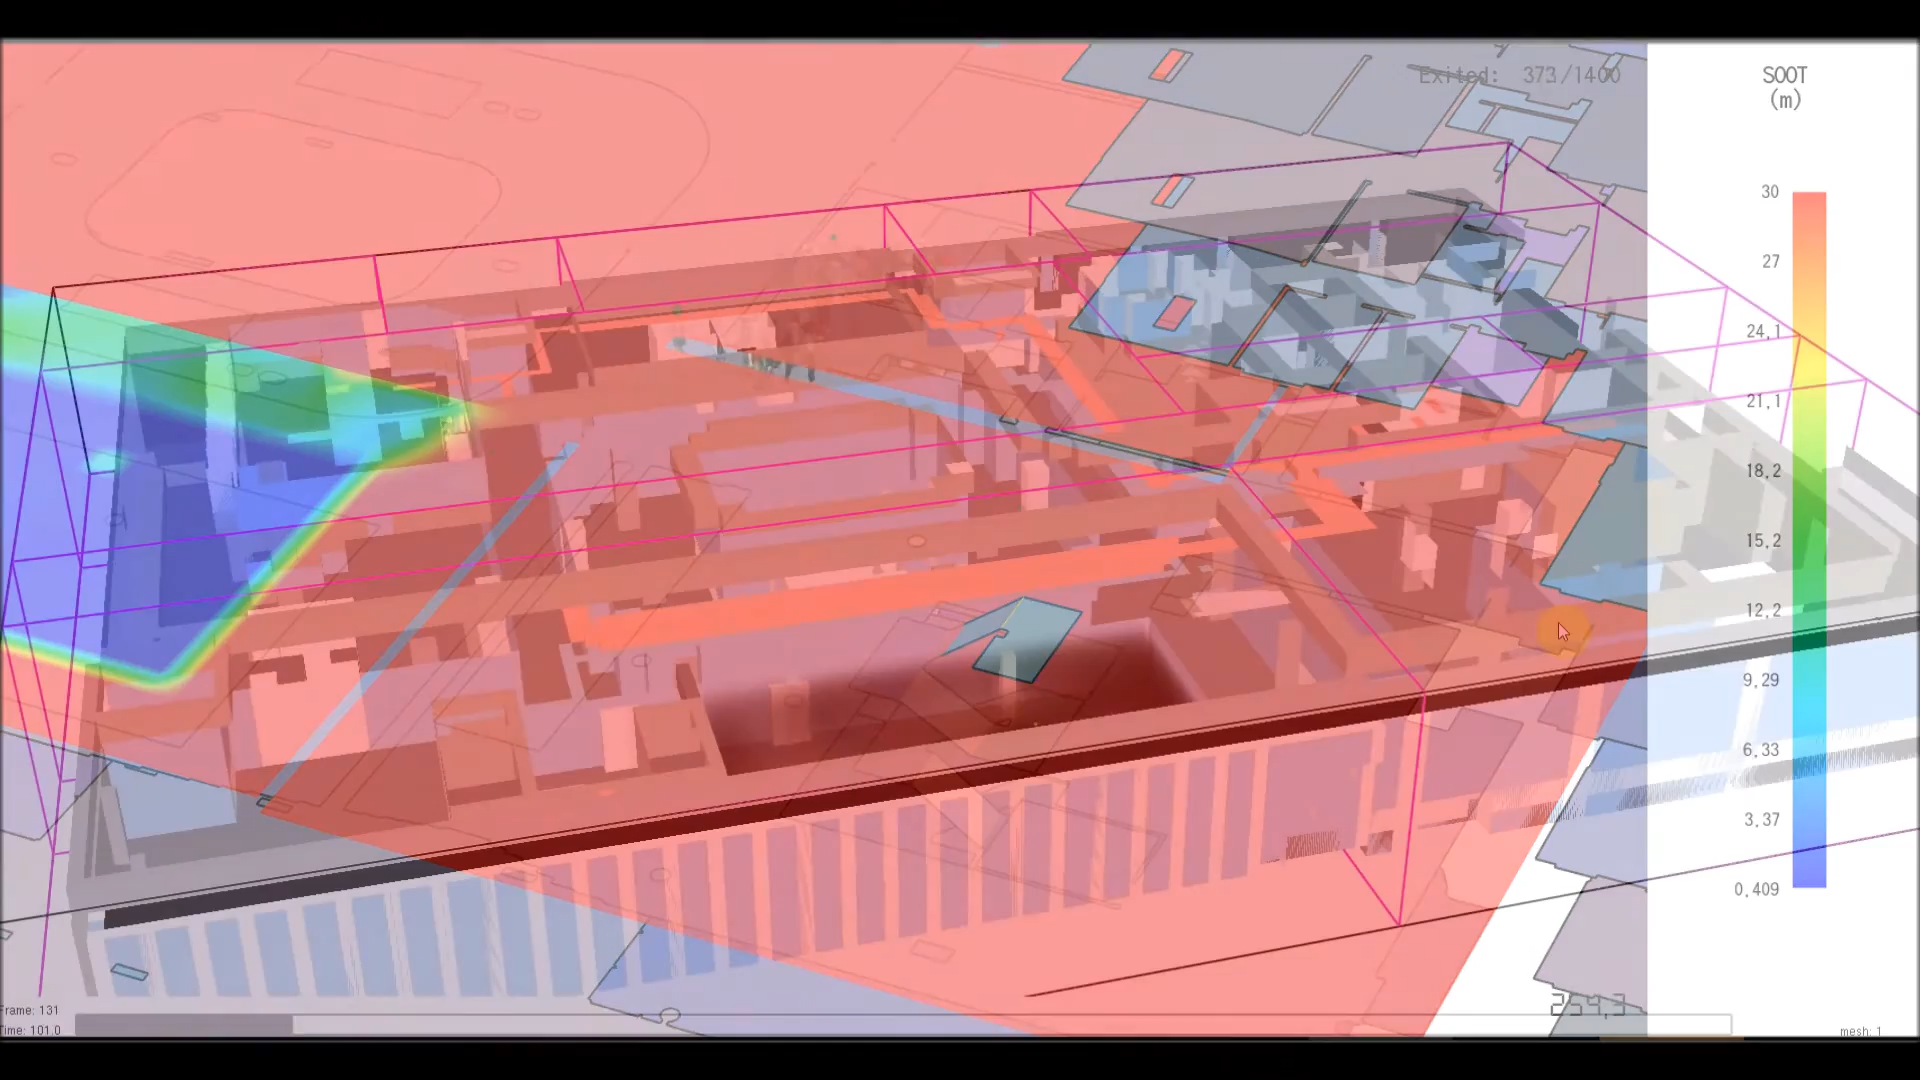 Exited: 373/1400
SOOT
(m)
30
27
24,1
21,1
18,2
15,2
12,2
9,29
6,33
3,37
0,409
Frame: 131
Time: 101.0
mesh: 1